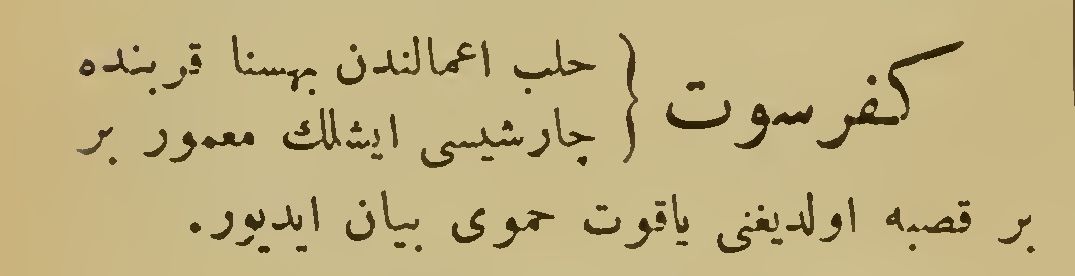 كفرسوت { حلب اعمالندن بهسنا قربنده
چارشيسى ايشلك معمور بر
بر قصبه اولديغنى ياقوت حموى بيان ايديور.